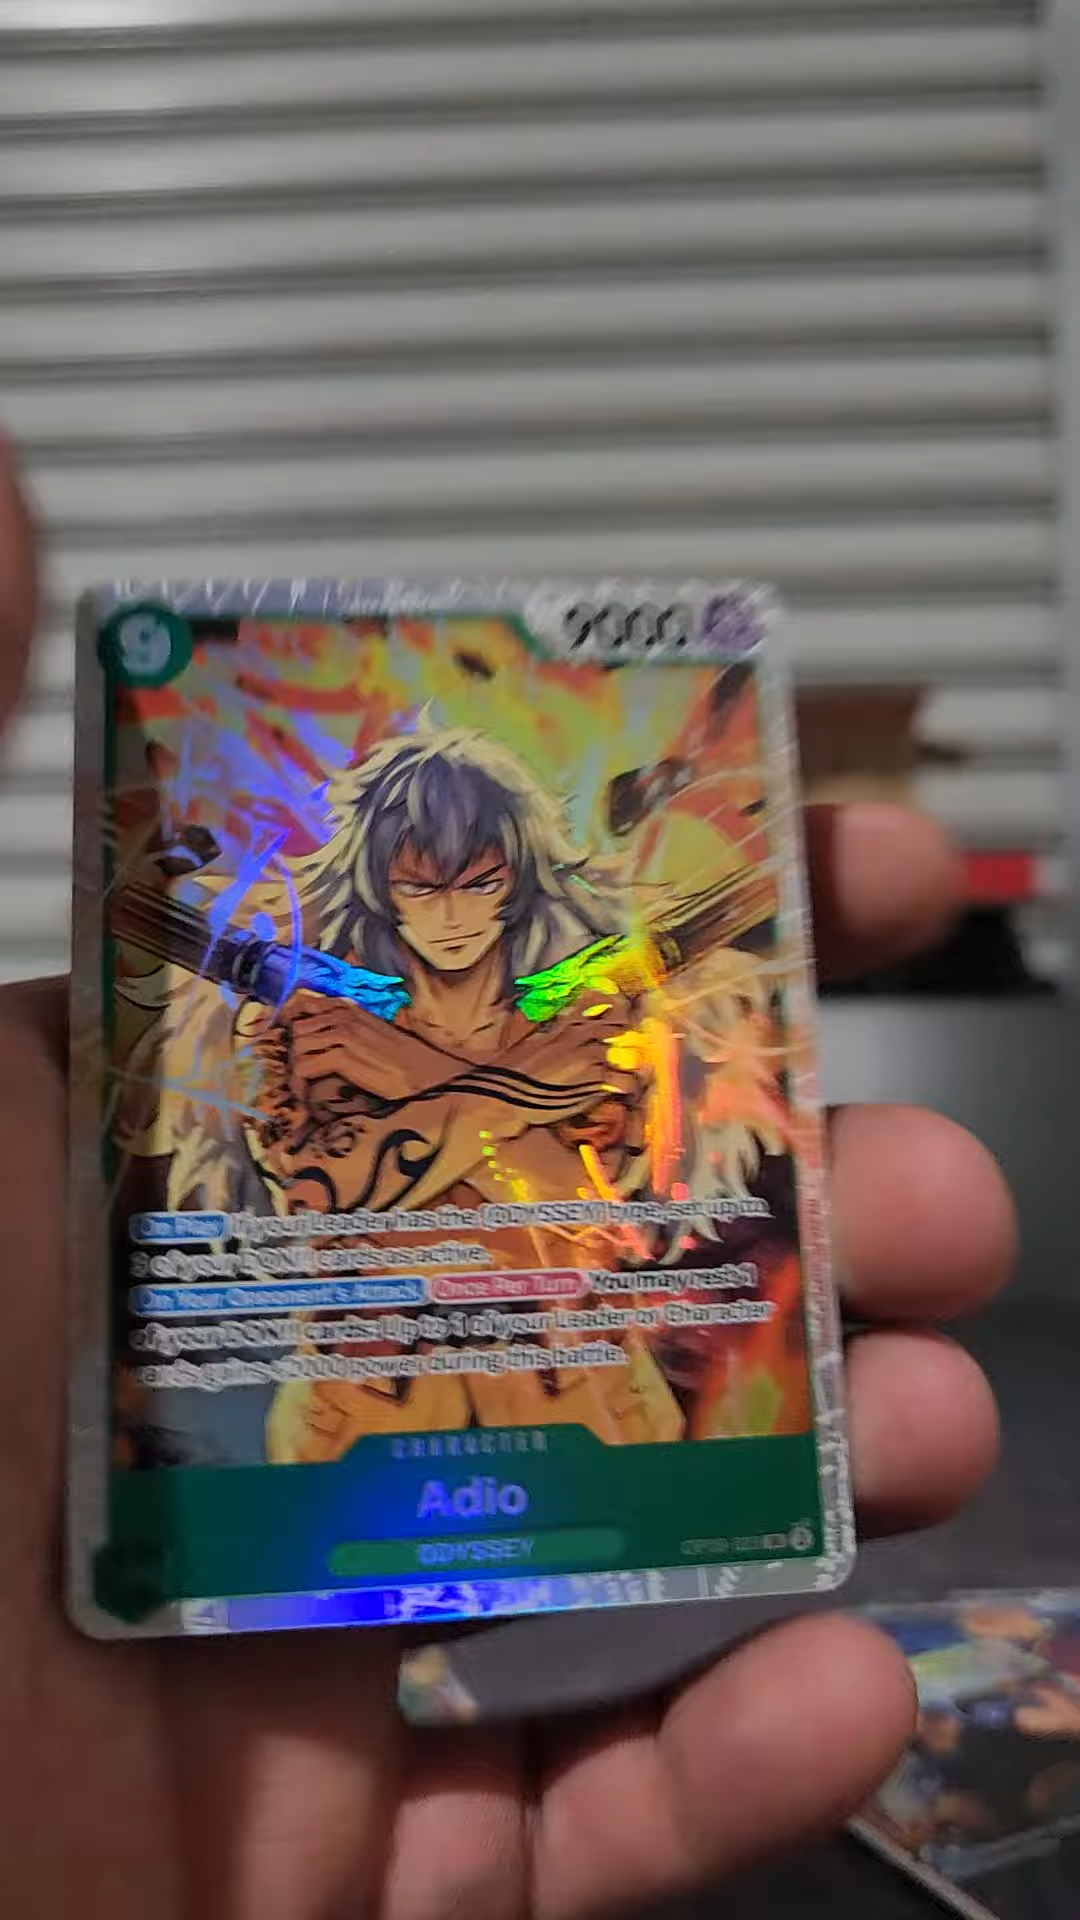 9 9000
On Play If your Leader has the {ODYSSEY} type, set up to
of your DON!! cards as active.
On Your Opponent's Attack Once Per Turn You may rest 1
of your DON!! cards: Up to 1 of your Leader or Character
cards gains power during this battle.
CHARACTER
Adio
ODYSSEY